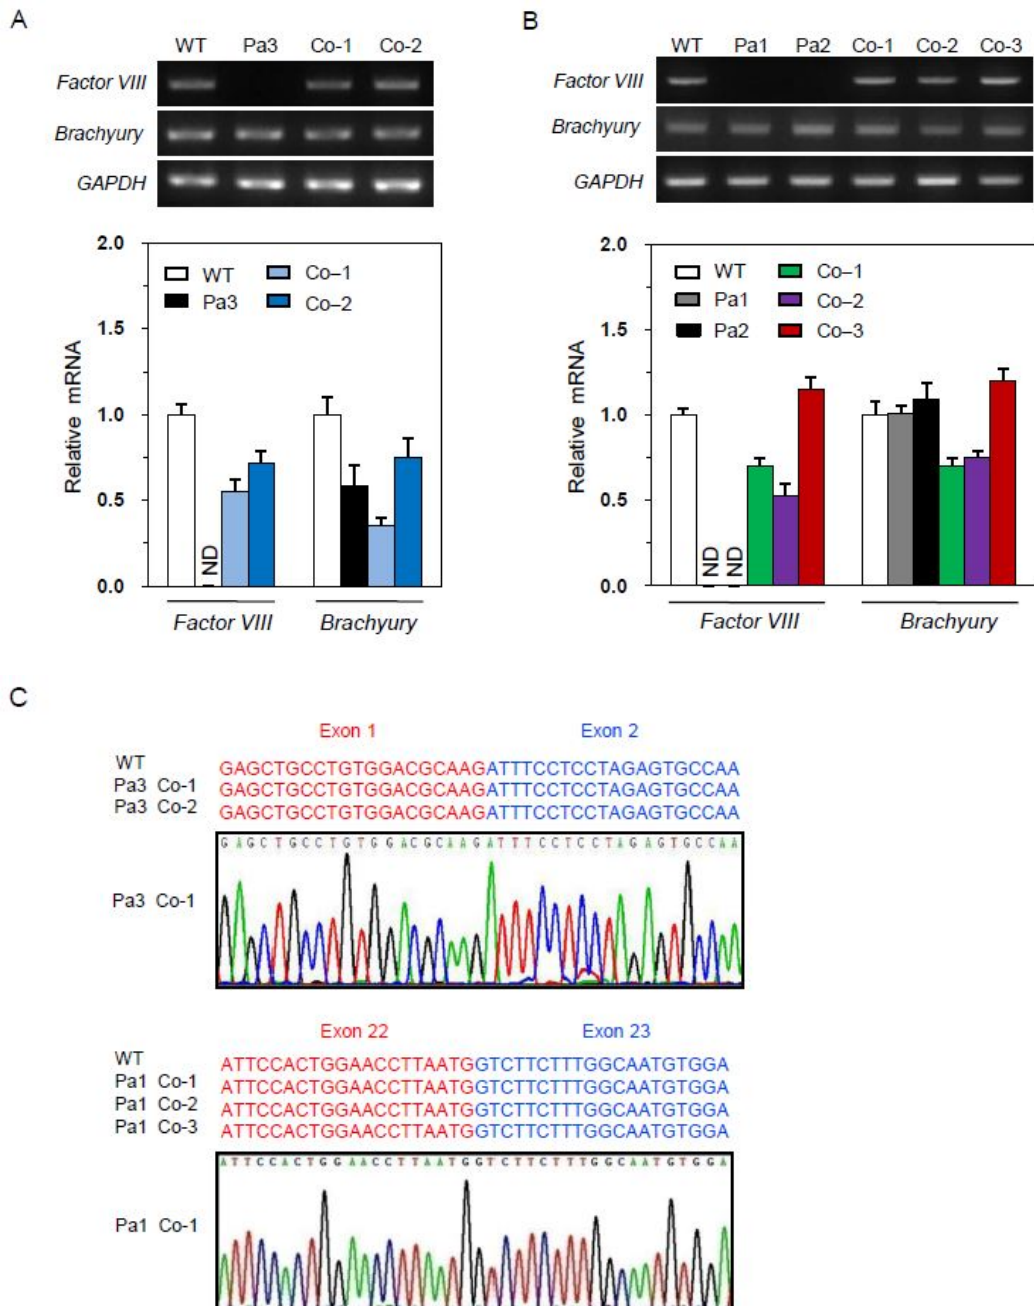 A
WT Pa3 Co-1 Co-2
Factor VIII
Brachyury
GAPDH
2.0
1.5
1.0
0.5
0.0
Relative mRNA
WT Co–1
Pa3 Co–2
ND
Factor VIII Brachyury
B
WT Pa1 Pa2 Co-1 Co-2 Co-3
Factor VIII
Brachyury
GAPDH
2.0
1.5
1.0
0.5
0.0
Relative mRNA
WT Co–1
Pa1 Co–2
Pa2 Co–3
ND ND
Factor VIII Brachyury
C
Exon 1 Exon 2
WT GAGCTGCCTGTGGACGCAAGATTTCCTCCTAGAGTGCCAA
Pa3 Co-1 GAGCTGCCTGTGGACGCAAGATTTCCTCCTAGAGTGCCAA
Pa3 Co-2 GAGCTGCCTGTGGACGCAAGATTTCCTCCTAGAGTGCCAA
G A G C T G C C T G T G G A C G C A A G A T T T C C T C C T A G A G T G C C A A
Pa3 Co-1
Exon 22 Exon 23
WT ATTCCACTGGAACCTTAATGGTCTTCTTTGGCAATGTGGA
Pa1 Co-1 ATTCCACTGGAACCTTAATGGTCTTCTTTGGCAATGTGGA
Pa1 Co-2 ATTCCACTGGAACCTTAATGGTCTTCTTTGGCAATGTGGA
Pa1 Co-3 ATTCCACTGGAACCTTAATGGTCTTCTTTGGCAATGTGGA
A T T C C A C T G G A A C C T T A A T G G T C T T C T T T G G C A A T G T G G A
Pa1 Co-1